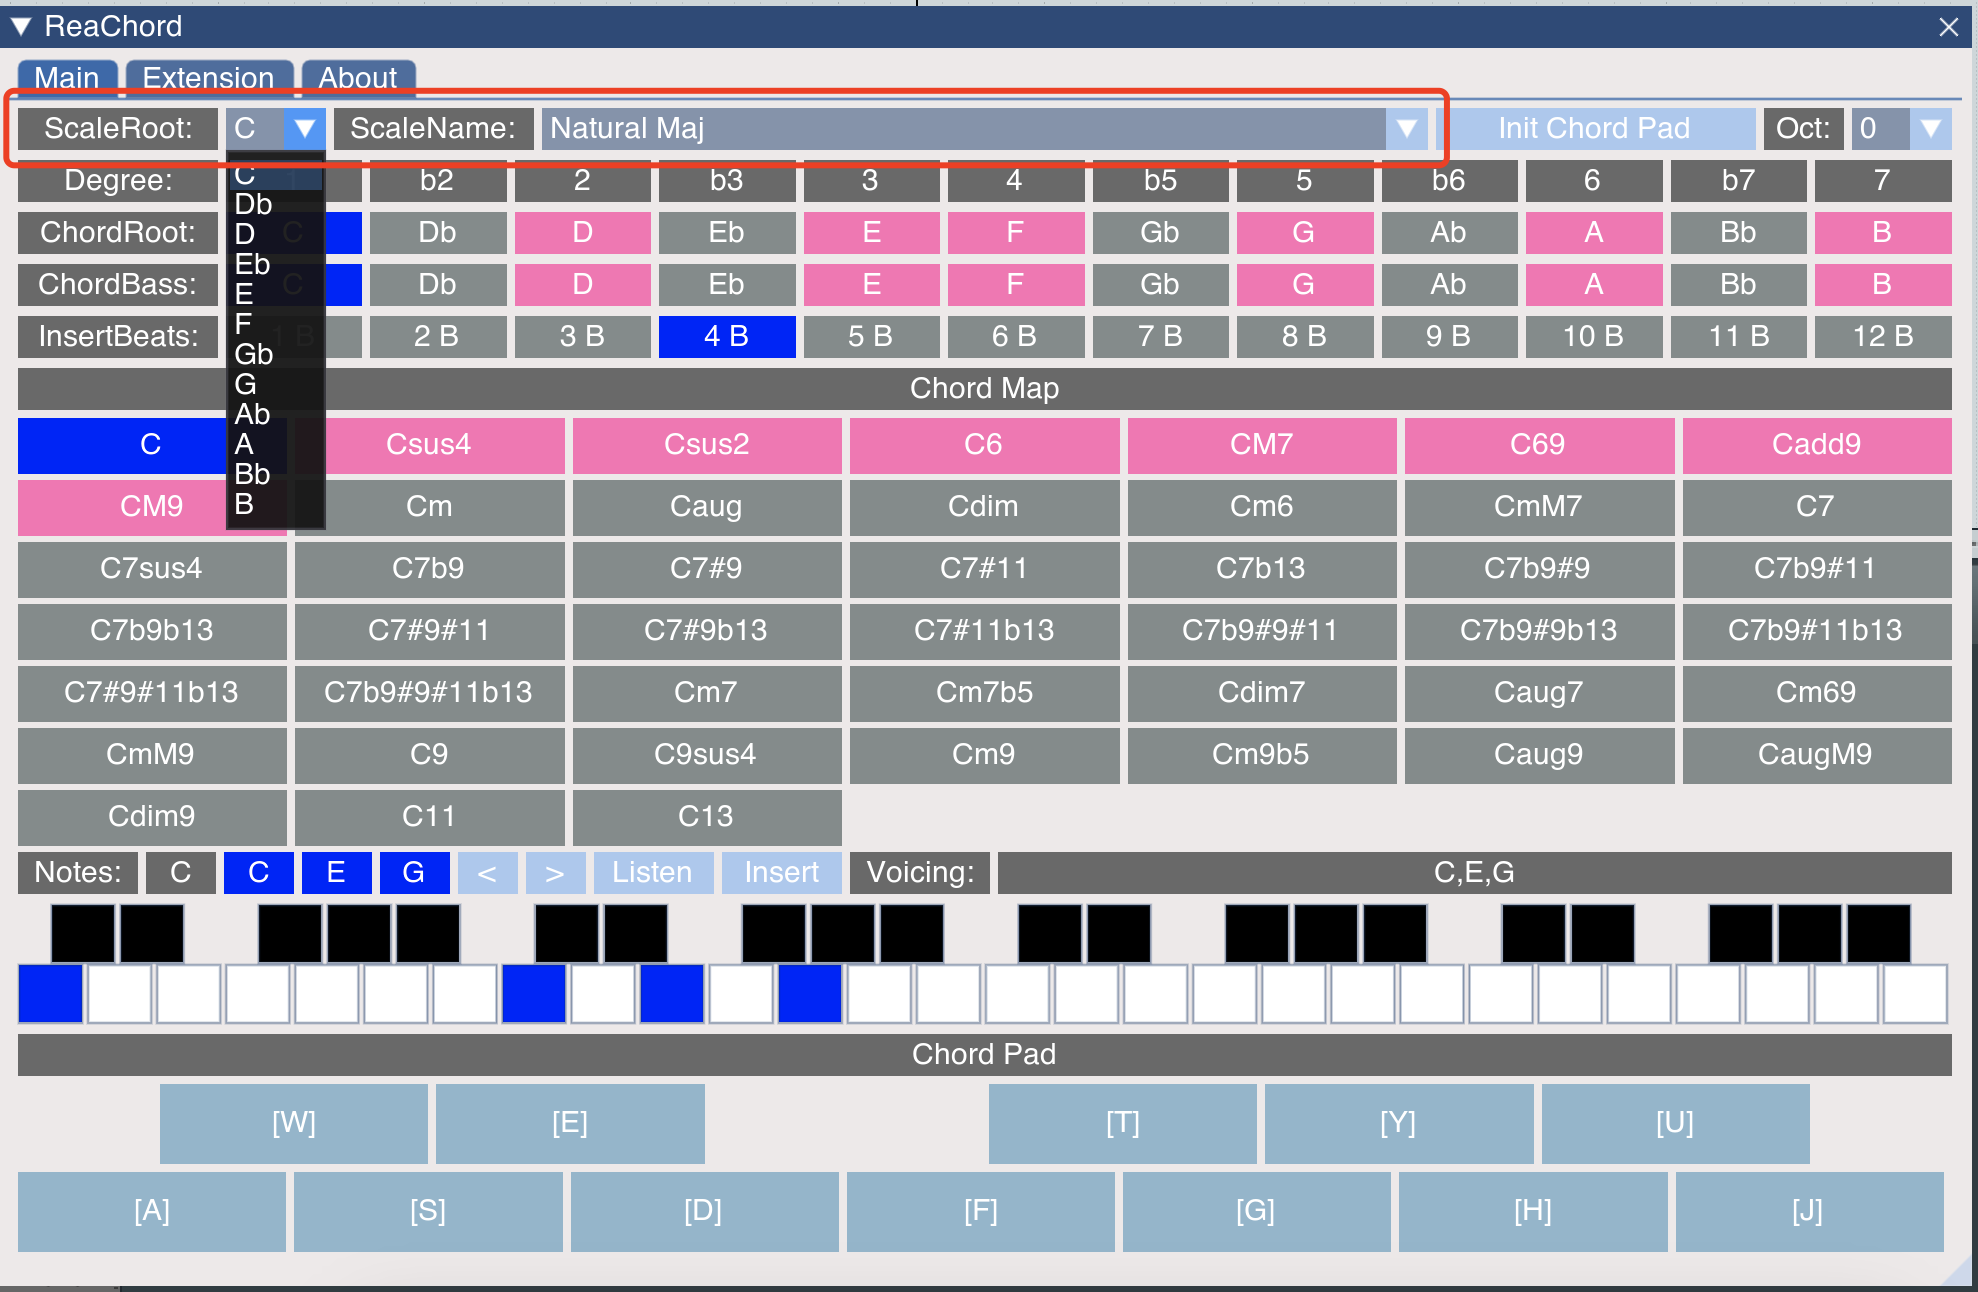 ReaChord
Main Extension About
ScaleRoot: C ScaleName: Natural Maj Init Chord Pad Oct: 0
Degree: 1 b2 2 b3 3 4 b5 5 b6 6 b7 7
ChordRoot: C Db D Eb E F Gb G Ab A Bb B
ChordBass: C Db D Eb E F Gb G Ab A Bb B
InsertBeats: 1 B 2 B 3 B 4 B 5 B 6 B 7 B 8 B 9 B 10 B 11 B 12 B
C
Db
D
Eb
E
F
Gb
G
Ab
A
Bb
B
Chord Map
C Csus4 Csus2 C6 CM7 C69 Cadd9
CM9 Cm Caug Cdim Cm6 CmM7 C7
C7sus4 C7b9 C7#9 C7#11 C7b13 C7b9#9 C7b9#11
C7b9b13 C7#9#11 C7#9b13 C7#11b13 C7b9#9#11 C7b9#9b13 C7b9#11b13
C7#9#11b13 C7b9#9#11b13 Cm7 Cm7b5 Cdim7 Caug7 Cm69
CmM9 C9 C9sus4 Cm9 Cm9b5 Caug9 CaugM9
Cdim9 C11 C13
Notes: C C E G < > Listen Insert Voicing: C,E,G
Chord Pad
[W] [E] [T] [Y] [U]
[A] [S] [D] [F] [G] [H] [J]